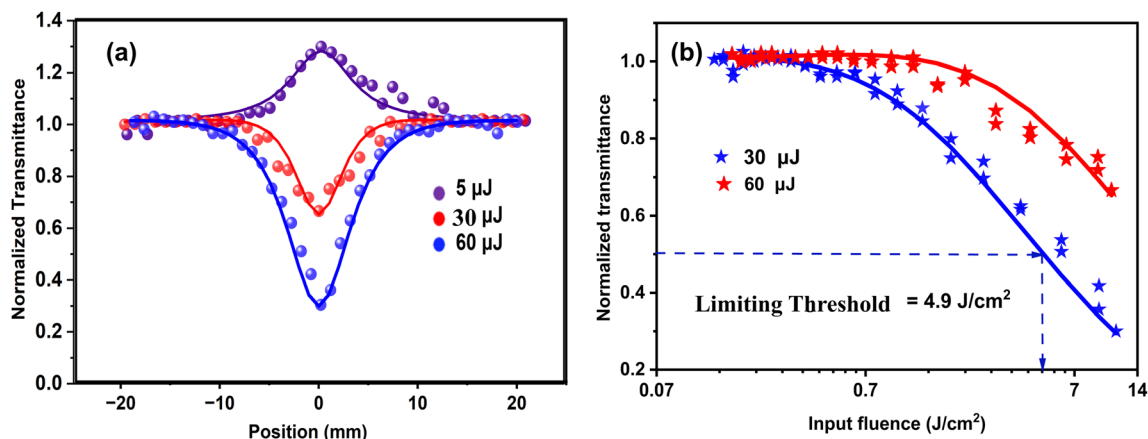 (a)
Normalized Transmittance
1.4
1.2
1.0
0.8
0.6
0.4
0.2
0.0
5 µJ
30 µJ
60 µJ
−20 −10 0 10 20
Position (mm)
(b)
Normalized transmittance
1.0
0.8
0.6
0.4
0.2
30 µJ
60 µJ
Limiting Threshold = 4.9 J/cm²
0.07 0.7 7 14
Input fluence (J/cm²)